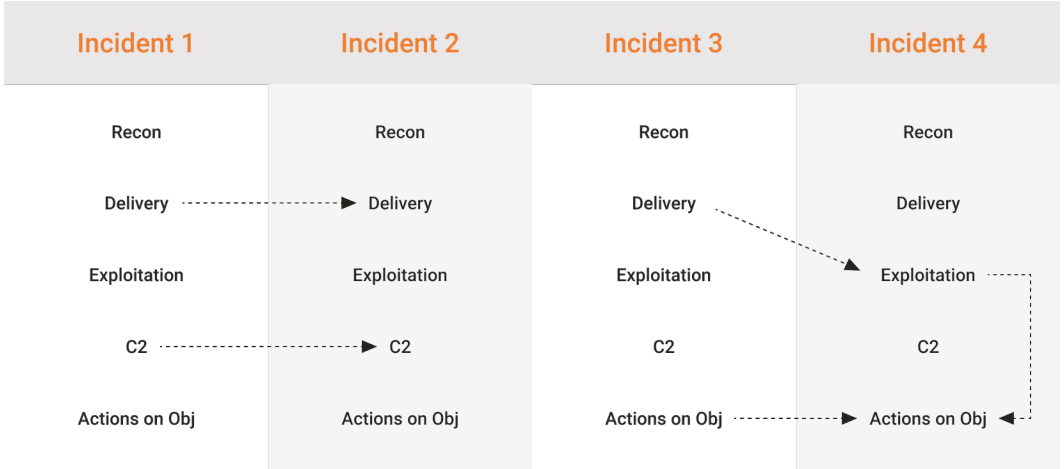 Incident 1 Incident 2 Incident 3 Incident 4
Recon Recon Recon Recon
Delivery Delivery Delivery Delivery
Exploitation Exploitation Exploitation Exploitation
C2 C2 C2 C2
Actions on Obj Actions on Obj Actions on Obj Actions on Obj